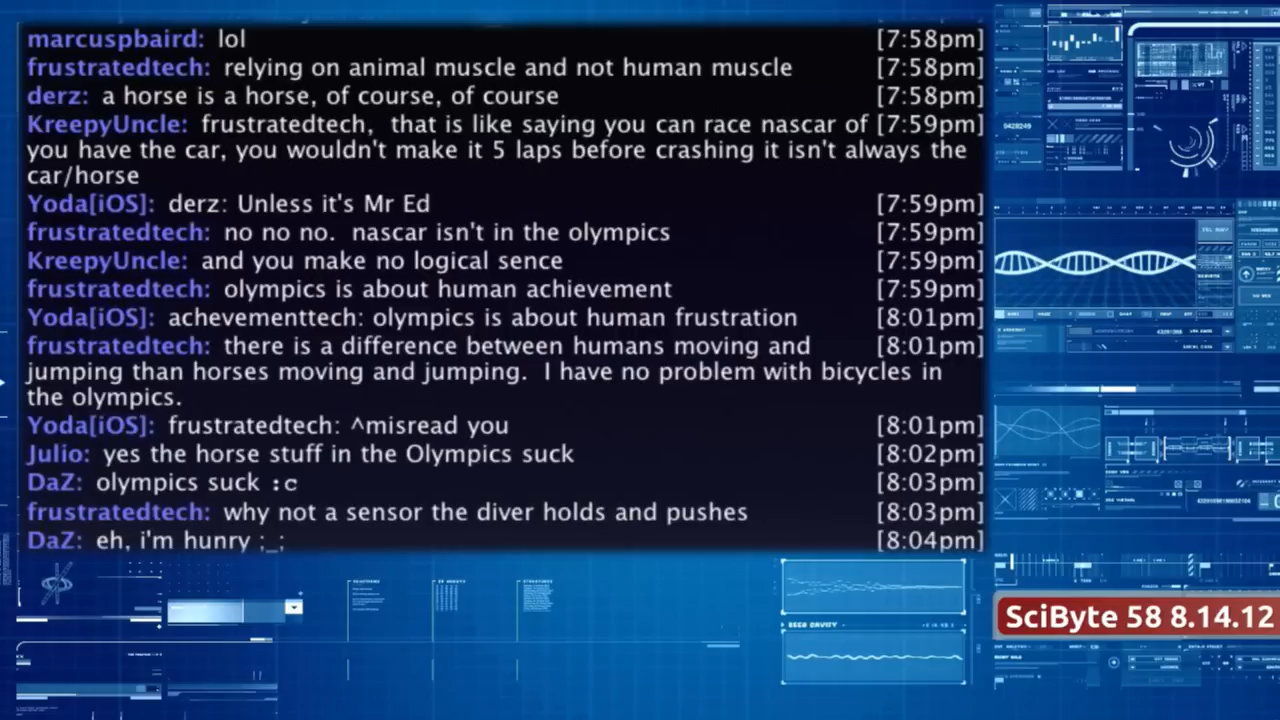 marcuspbaird: lol [7:58pm]
frustratedtech: relying on animal muscle and not human muscle [7:58pm]
derz: a horse is a horse, of course, of course [7:58pm]
KreepyUncle: frustratedtech, that is like saying you can race nascar of [7:59pm]
you have the car, you wouldn't make it 5 laps before crashing it isn't always the
car/horse
Yoda[iOS]: derz: Unless it's Mr Ed [7:59pm]
frustratedtech: no no no. nascar isn't in the olympics [7:59pm]
KreepyUncle: and you make no logical sence [7:59pm]
frustratedtech: olympics is about human achievement [7:59pm]
Yoda[iOS]: achevementtech: olympics is about human frustration [8:01pm]
frustratedtech: there is a difference between humans moving and [8:01pm]
jumping than horses moving and jumping. I have no problem with bicycles in
the olympics.
Yoda[iOS]: frustratedtech: ^misread you [8:01pm]
Julio: yes the horse stuff in the Olympics suck [8:02pm]
DaZ: olympics suck :c [8:03pm]
frustratedtech: why not a sensor the diver holds and pushes [8:03pm]
DaZ: eh, i'm hunry ;_; [8:04pm]
SciByte 58 8.14.12